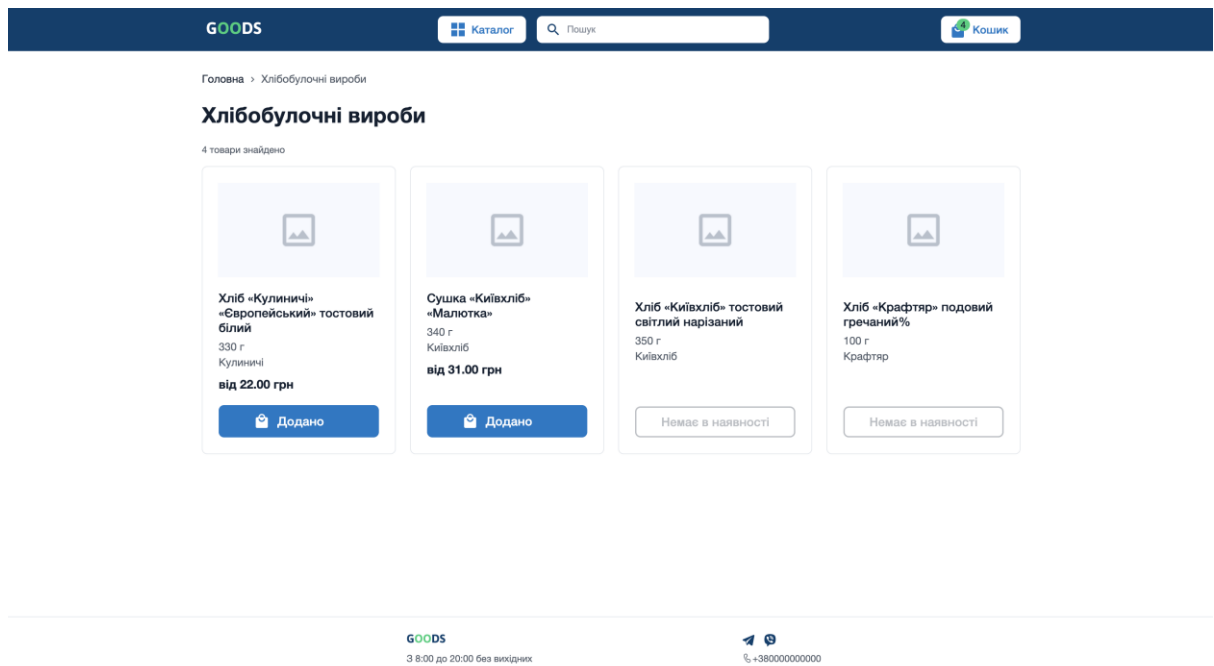 GOODS
Каталог
Пошук
4
Кошик
Головна › Хлібобулочні вироби
Хлібобулочні вироби
4 товари знайдено
Хліб «Кулиничі»
«Європейський» тостовий
білий
330 г
Кулиничі
від 22.00 грн
Додано
Сушка «Київхліб»
«Малютка»
340 г
Київхліб
від 31.00 грн
Додано
Хліб «Київхліб» тостовий
світлий нарізаний
350 г
Київхліб
Немає в наявності
Хліб «Крафтяр» подовий
гречаний%
100 г
Крафтяр
Немає в наявності
GOODS
З 8:00 до 20:00 без вихідних
+380000000000